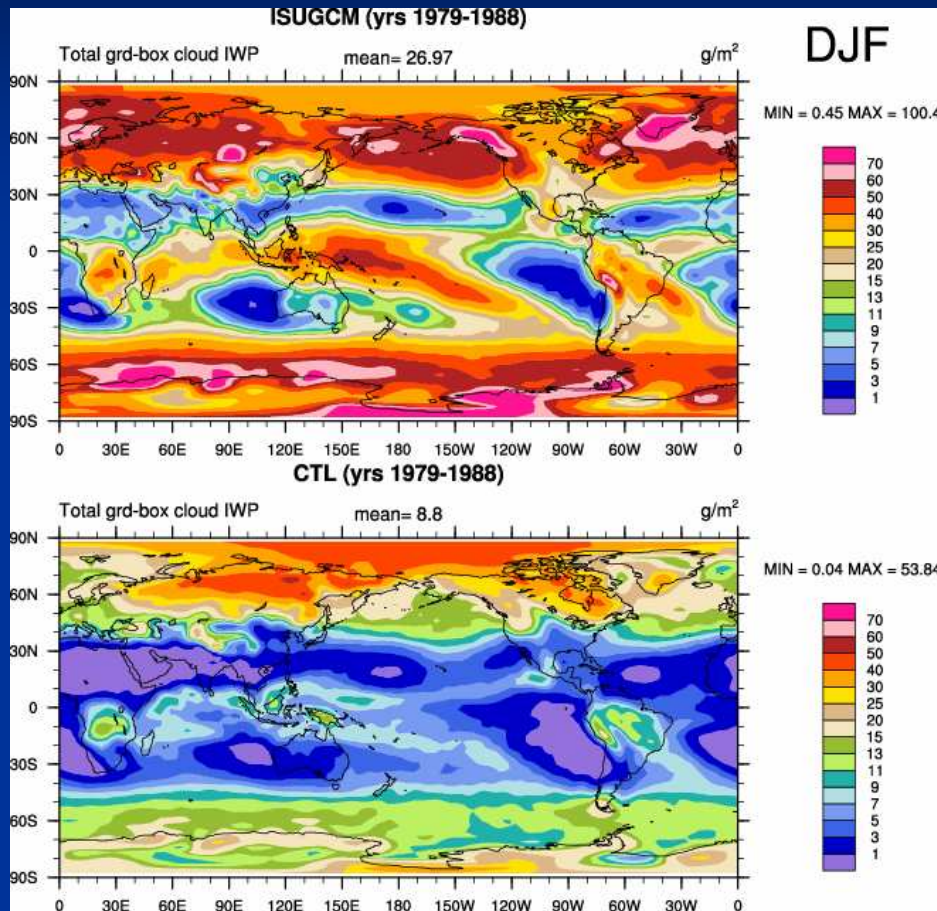 ISUGCM (yrs 1979-1988)
DJF
Total grd-box cloud IWP mean= 26.97 g/m²
MIN = 0.45 MAX = 100.4
90N
60N
30N
0
30S
60S
90S
0 30E 60E 90E 120E 150E 180 150W 120W 90W 60W 30W 0
70
60
50
40
30
25
20
15
13
11
9
7
5
3
1
CTL (yrs 1979-1988)
Total grd-box cloud IWP mean= 8.8 g/m²
MIN = 0.04 MAX = 53.84
90N
60N
30N
0
30S
60S
90S
0 30E 60E 90E 120E 150E 180 150W 120W 90W 60W 30W 0
70
60
50
40
30
25
20
15
13
11
9
7
5
3
1